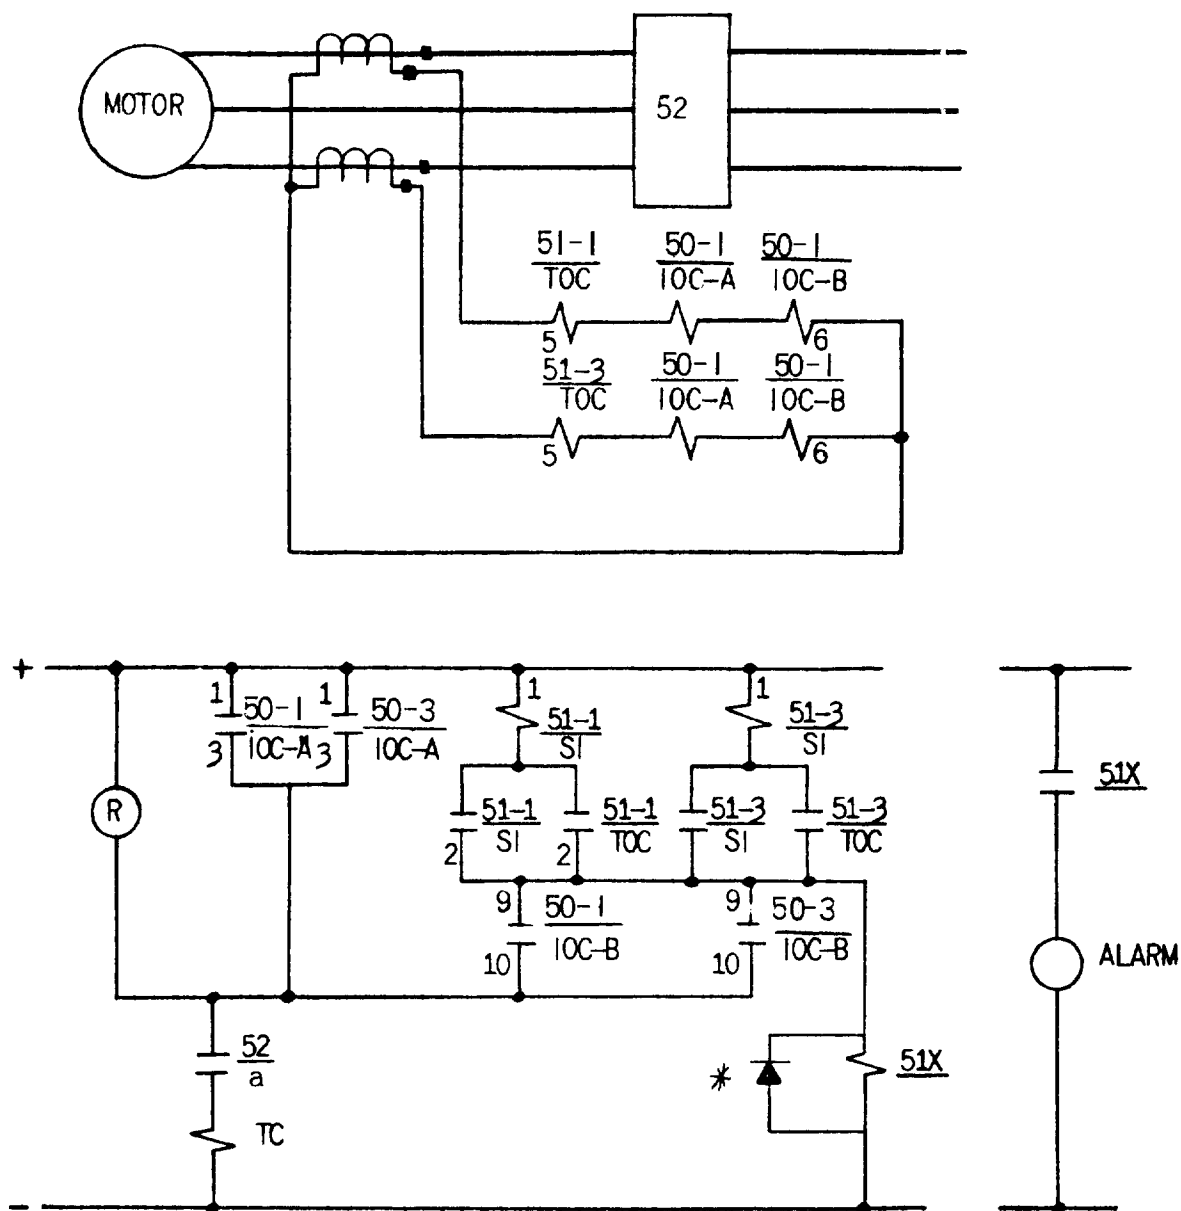 MOTOR
52
51-1
TOC
50-1
IOC-A
50-1
IOC-B
5
6
51-3
TOC
50-1
IOC-A
50-1
IOC-B
5
6
+
1
50-1
IOC-A
3
1
50-3
IOC-A
3
1
51-1
SI
1
51-3
SI
R
51-1
SI
2
51-1
TOC
2
51-3
SI
51-3
TOC
9
50-1
IOC-B
10
9
50-3
IOC-B
10
52
a
TC
*
51X
-
51X
ALARM